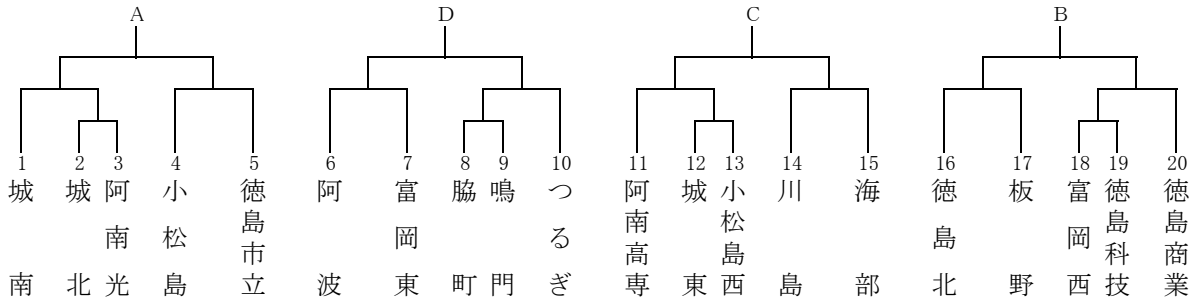 A D C B
1 2 3 4 5 6 7 8 9 10 11 12 13 14 15 16 17 18 19 20
城南
城北
阿南光
小松島
徳島市立
阿波
富岡東
脇町
鳴門
つるぎ
阿南高専
城東
小松島西
川島
海部
徳島北
板野
富岡西
徳島科技
徳島商業